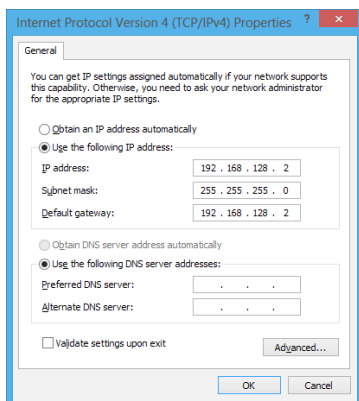 Internet Protocol Version 4 (TCP/IPv4) Properties
General
You can get IP settings assigned automatically if your network supports
this capability. Otherwise, you need to ask your network administrator
for the appropriate IP settings.
Obtain an IP address automatically
Use the following IP address:
IP address: 192 . 168 . 128 . 2
Subnet mask: 255 . 255 . 255 . 0
Default gateway: 192 . 168 . 128 . 2
Obtain DNS server address automatically
Use the following DNS server addresses:
Preferred DNS server: . . .
Alternate DNS server: . . .
Validate settings upon exit
Advanced...
OK Cancel